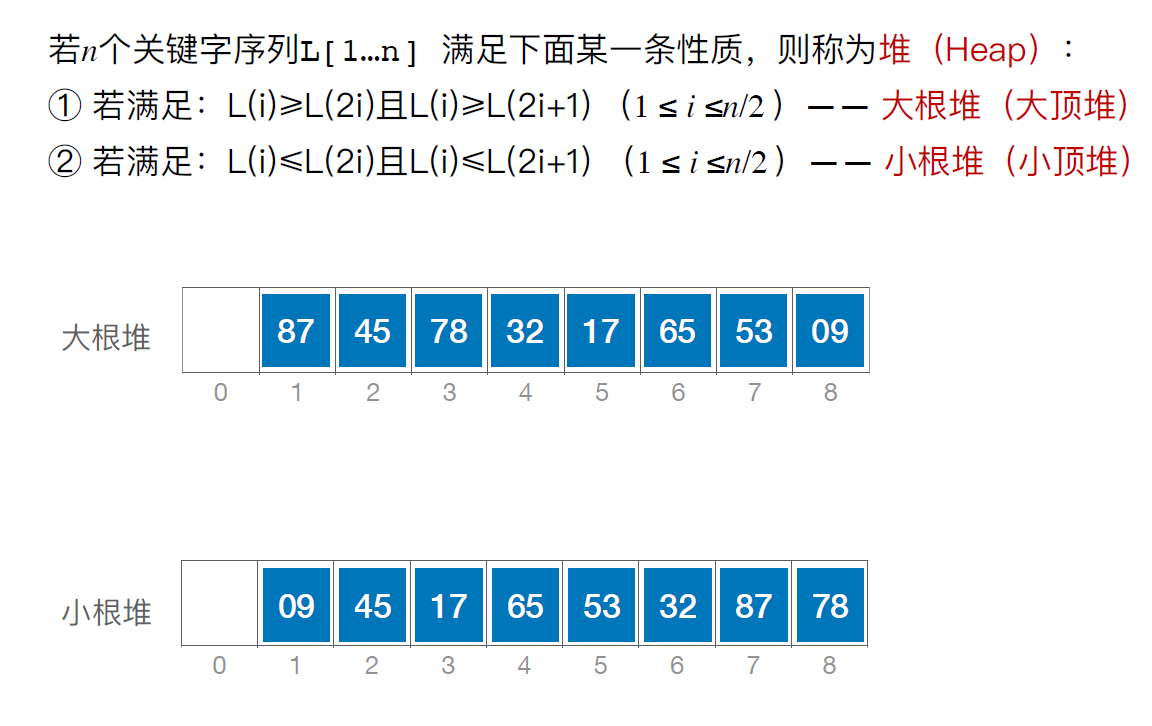 若n个关键字序列L[1…n] 满足下面某一条性质，则称为堆（Heap）：
① 若满足：L(i)≥L(2i)且L(i)≥L(2i+1)（1 ≤ i ≤n/2 ）—— 大根堆（大顶堆）
② 若满足：L(i)≤L(2i)且L(i)≤L(2i+1)（1 ≤ i ≤n/2 ）—— 小根堆（小顶堆）
大根堆 87 45 78 32 17 65 53 09
0 1 2 3 4 5 6 7 8
小根堆 09 45 17 65 53 32 87 78
0 1 2 3 4 5 6 7 8